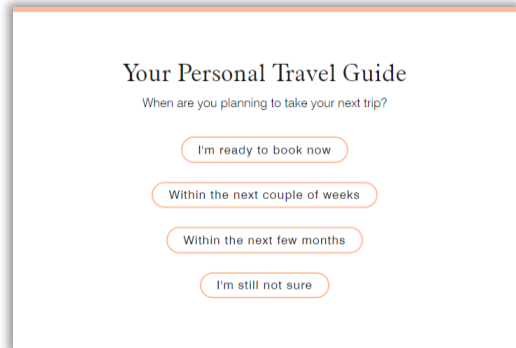 Your Personal Travel Guide
When are you planning to take your next trip?
I'm ready to book now
Within the next couple of weeks
Within the next few months
I'm still not sure